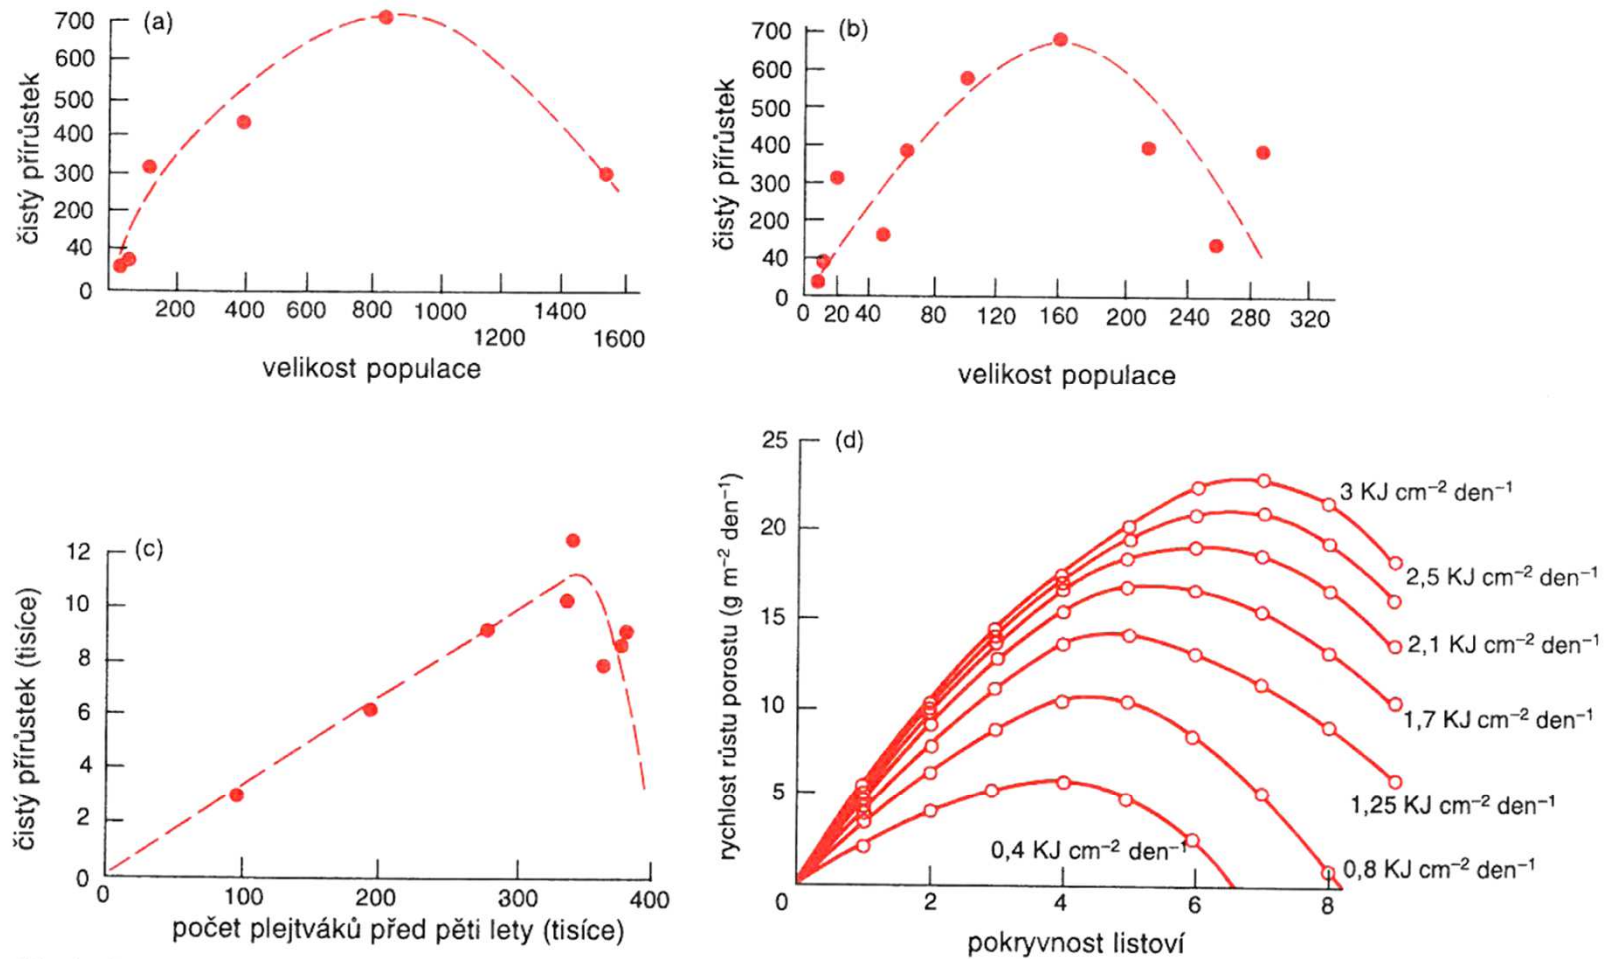 (a)
čistý přírůstek
700
600
500
400
300
200
40
0
200 400 600 800 1000 1200 1400 1600
velikost populace
(b)
čistý přírůstek
700
600
500
400
300
200
40
0
0 20 40 80 120 160 200 240 280 320
velikost populace
(c)
čistý přírůstek (tisíce)
12
10
8
6
4
2
0
0 100 200 300 400
počet plejtváků před pěti lety (tisíce)
(d)
rychlost růstu porostu (g m⁻² den⁻¹)
25
20
15
10
5
0 2 4 6 8
pokryvnost listoví
3 KJ cm⁻² den⁻¹
2,5 KJ cm⁻² den⁻¹
2,1 KJ cm⁻² den⁻¹
1,7 KJ cm⁻² den⁻¹
1,25 KJ cm⁻² den⁻¹
0,8 KJ cm⁻² den⁻¹
0,4 KJ cm⁻² den⁻¹